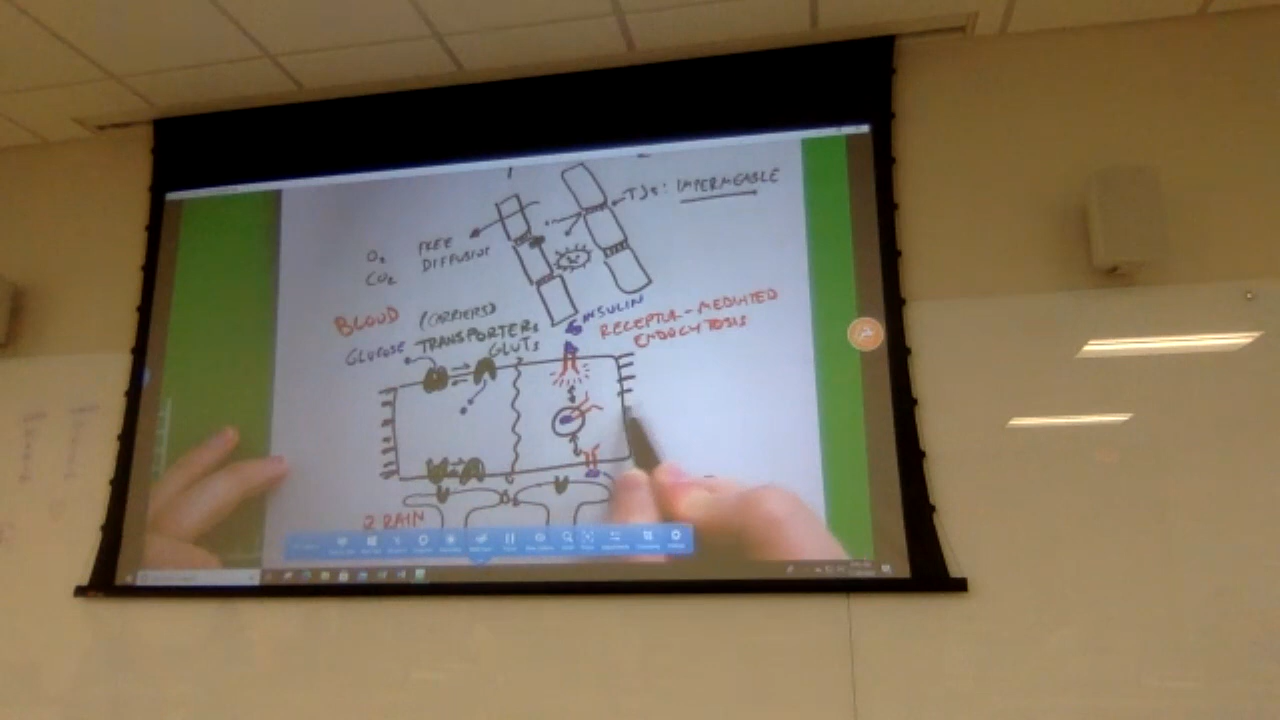 TJs: IMPERMEABLE
O₂ FREE
CO₂ DIFFUSION
BLOOD (CARRIERS) INSULIN
GLUCOSE TRANSPORTERS RECEPTOR-MEDIATED
GLUTs ENDOCYTOSIS
BRAIN